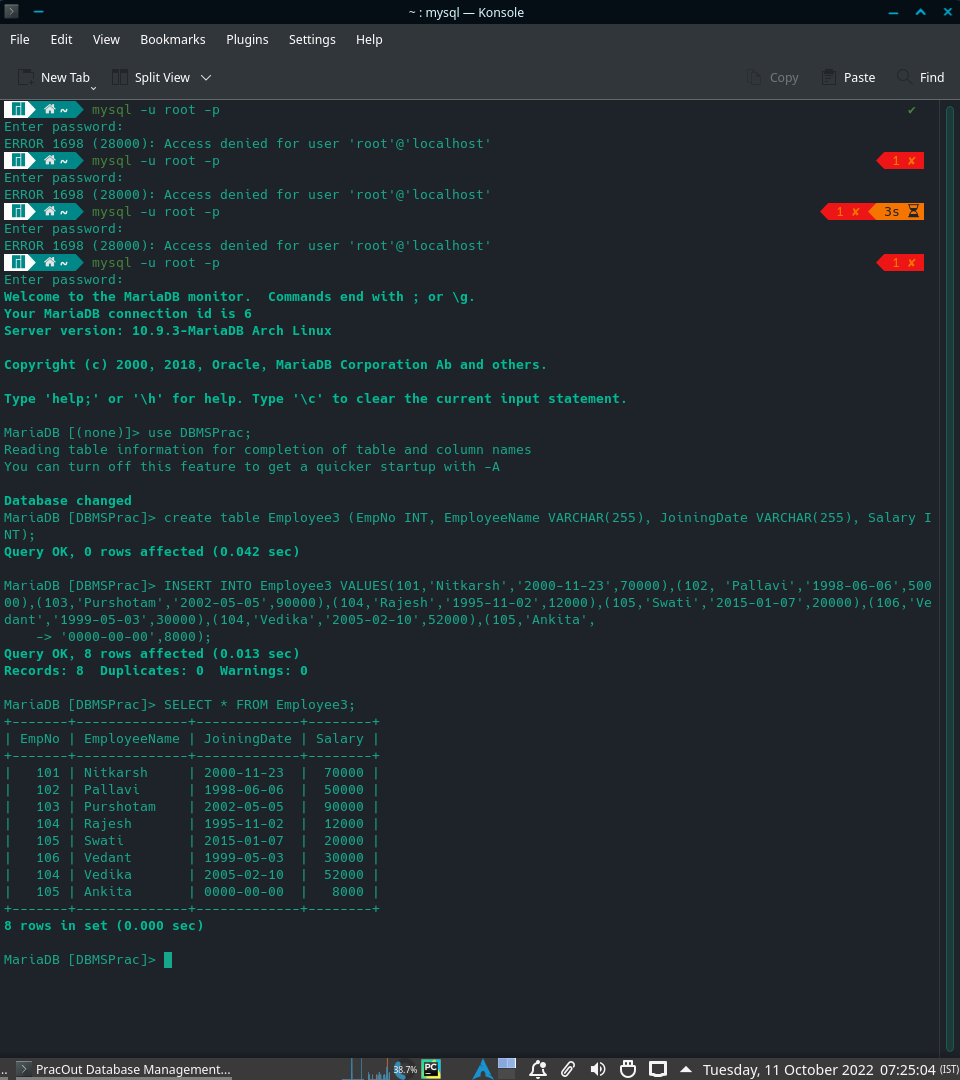 ~ : mysql — Konsole
File Edit View Bookmarks Plugins Settings Help
New Tab Split View Copy Paste Find
~ mysql -u root -p ✔
Enter password:
ERROR 1698 (28000): Access denied for user 'root'@'localhost'
~ mysql -u root -p 1 ✘
Enter password:
ERROR 1698 (28000): Access denied for user 'root'@'localhost'
~ mysql -u root -p 1 ✘ 3s
Enter password:
ERROR 1698 (28000): Access denied for user 'root'@'localhost'
~ mysql -u root -p 1 ✘
Enter password:
Welcome to the MariaDB monitor.  Commands end with ; or \g.
Your MariaDB connection id is 6
Server version: 10.9.3-MariaDB Arch Linux
Copyright (c) 2000, 2018, Oracle, MariaDB Corporation Ab and others.
Type 'help;' or '\h' for help. Type '\c' to clear the current input statement.
MariaDB [(none)]> use DBMSPrac;
Reading table information for completion of table and column names
You can turn off this feature to get a quicker startup with -A
Database changed
MariaDB [DBMSPrac]> create table Employee3 (EmpNo INT, EmployeeName VARCHAR(255), JoiningDate VARCHAR(255), Salary I
NT);
Query OK, 0 rows affected (0.042 sec)
MariaDB [DBMSPrac]> INSERT INTO Employee3 VALUES(101,'Nitkarsh','2000-11-23',70000),(102, 'Pallavi','1998-06-06',500
00),(103,'Purshotam','2002-05-05',90000),(104,'Rajesh','1995-11-02',12000),(105,'Swati','2015-01-07',20000),(106,'Ve
dant','1999-05-03',30000),(104,'Vedika','2005-02-10',52000),(105,'Ankita',
    -> '0000-00-00',8000);
Query OK, 8 rows affected (0.013 sec)
Records: 8  Duplicates: 0  Warnings: 0
MariaDB [DBMSPrac]> SELECT * FROM Employee3;
+-------+--------------+-------------+--------+
| EmpNo | EmployeeName | JoiningDate | Salary |
+-------+--------------+-------------+--------+
|   101 | Nitkarsh     | 2000-11-23  |  70000 |
|   102 | Pallavi      | 1998-06-06  |  50000 |
|   103 | Purshotam    | 2002-05-05  |  90000 |
|   104 | Rajesh       | 1995-11-02  |  12000 |
|   105 | Swati        | 2015-01-07  |  20000 |
|   106 | Vedant       | 1999-05-03  |  30000 |
|   104 | Vedika       | 2005-02-10  |  52000 |
|   105 | Ankita       | 0000-00-00  |   8000 |
+-------+--------------+-------------+--------+
8 rows in set (0.000 sec)
MariaDB [DBMSPrac]>
.. PracOut Database Management... 38.7% PC Tuesday, 11 October 2022 07:25:04 (IST)